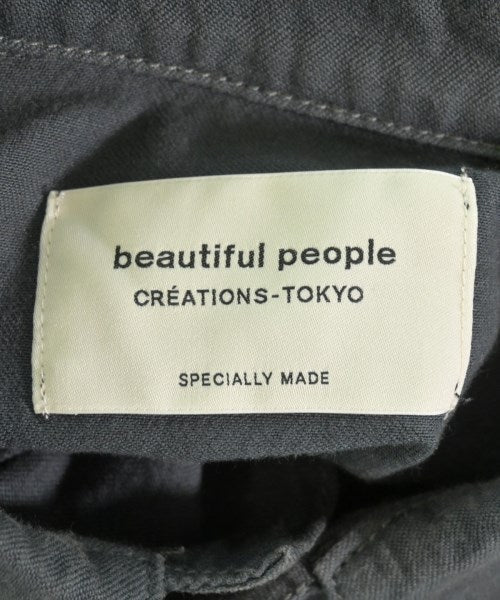 beautiful people
CRÉATIONS-TOKYO
SPECIALLY MADE